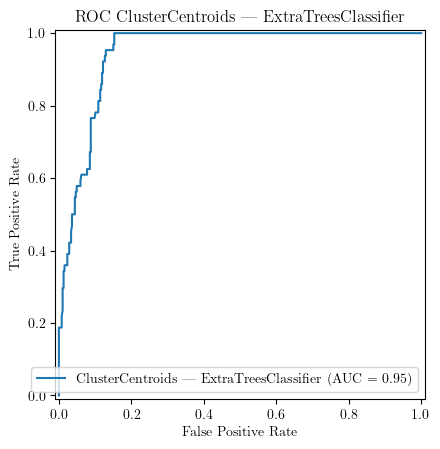 ROC ClusterCentroids — ExtraTreesClassifier
1.0
0.8
0.6
0.4
0.2
0.0
True Positive Rate
ClusterCentroids — ExtraTreesClassifier (AUC = 0.95)
0.0 0.2 0.4 0.6 0.8 1.0
False Positive Rate